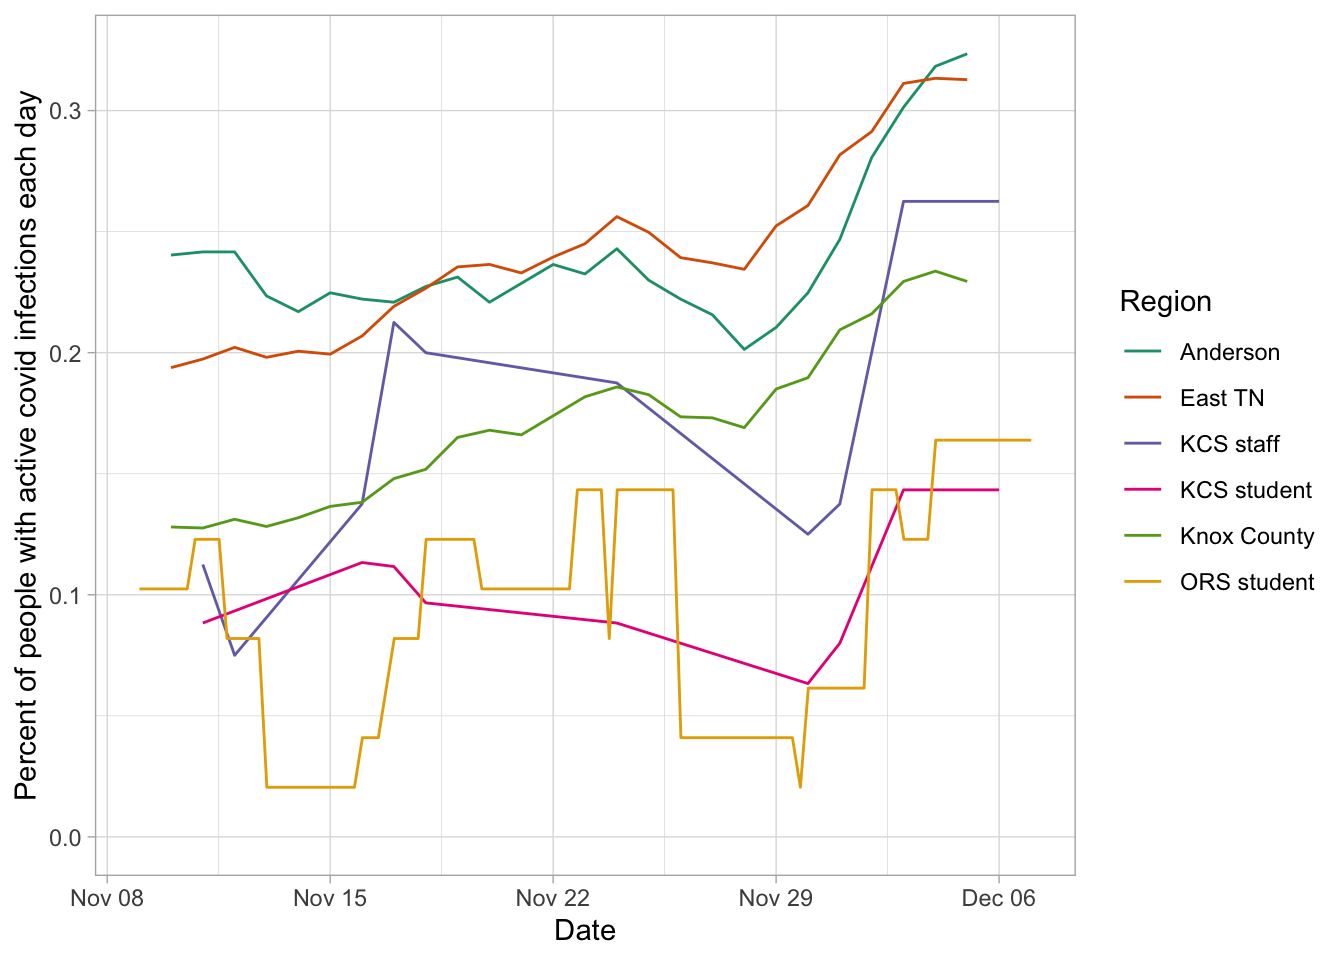 Percent of people with active covid infections each day
0.3
0.2
0.1
0.0
Nov 08
Nov 15
Nov 22
Nov 29
Dec 06
Date
Region
Anderson
East TN
KCS staff
KCS student
Knox County
ORS student